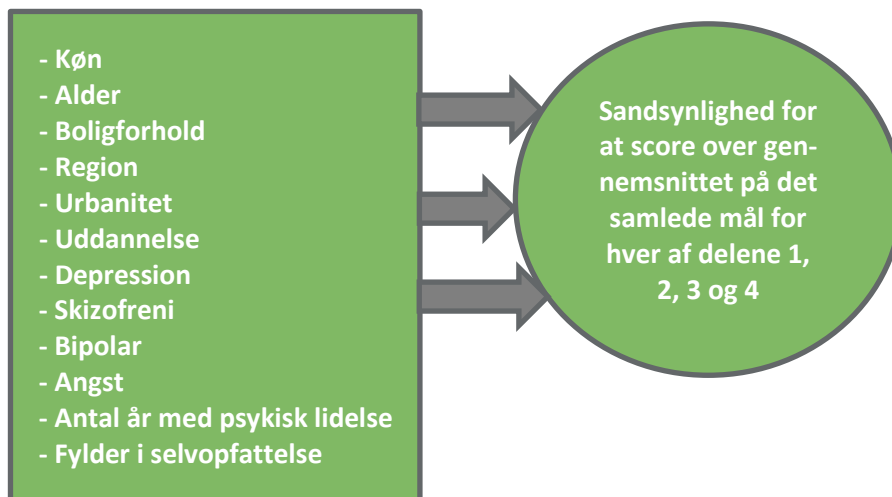 - Køn
- Alder
- Boligforhold
- Region
- Urbanitet
- Uddannelse
- Depression
- Skizofreni
- Bipolar
- Angst
- Antal år med psykisk lidelse
- Fylder i selvopfattelse
Sandsynlighed for
at score over gen-
nemsnittet på det
samlede mål for
hver af delene 1,
2, 3 og 4